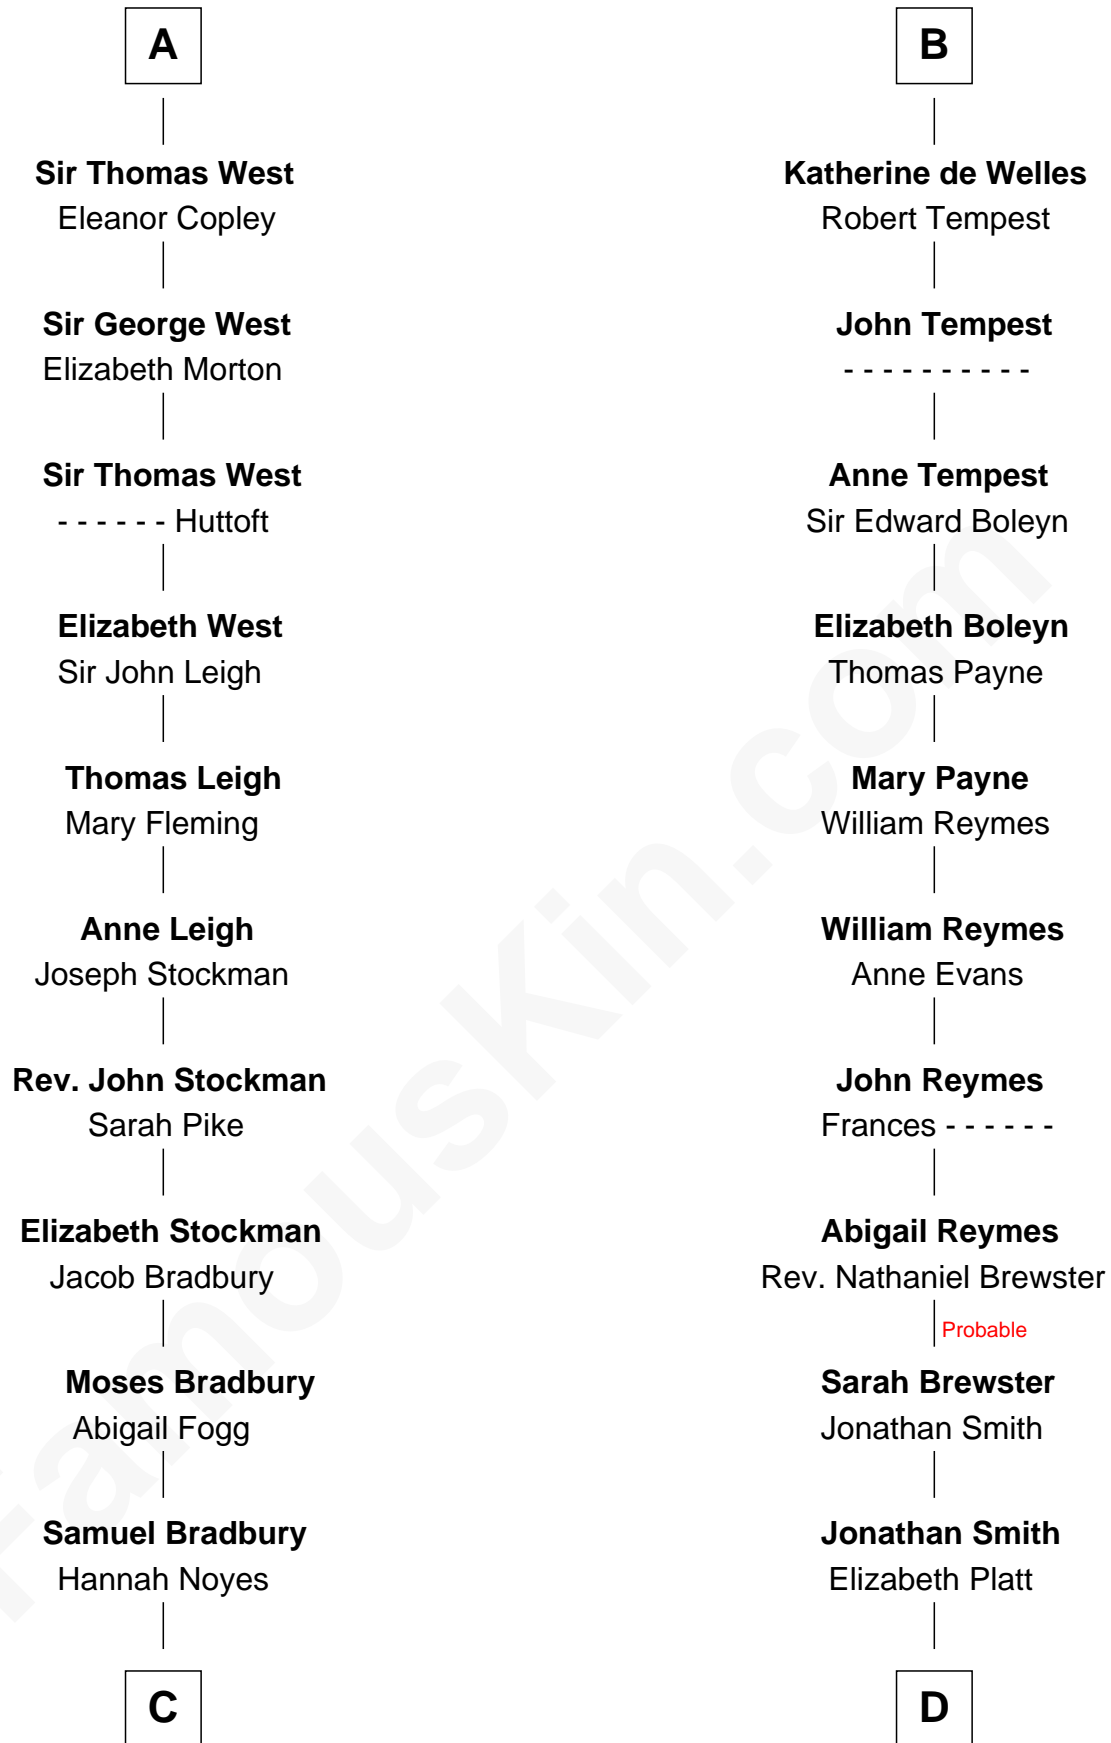 A
Sir Thomas West
Eleanor Copley
Sir George West
Elizabeth Morton
Sir Thomas West
- - - - - - Huttoft
Elizabeth West
Sir John Leigh
Thomas Leigh
Mary Fleming
Anne Leigh
Joseph Stockman
Rev. John Stockman
Sarah Pike
Elizabeth Stockman
Jacob Bradbury
Moses Bradbury
Abigail Fogg
Samuel Bradbury
Hannah Noyes
C
B
Katherine de Welles
Robert Tempest
John Tempest
- - - - - - - - - -
Anne Tempest
Sir Edward Boleyn
Elizabeth Boleyn
Thomas Payne
Mary Payne
William Reymes
William Reymes
Anne Evans
John Reymes
Frances - - - - - -
Abigail Reymes
Rev. Nathaniel Brewster
Probable
Sarah Brewster
Jonathan Smith
Jonathan Smith
Elizabeth Platt
D
FamousKin.com